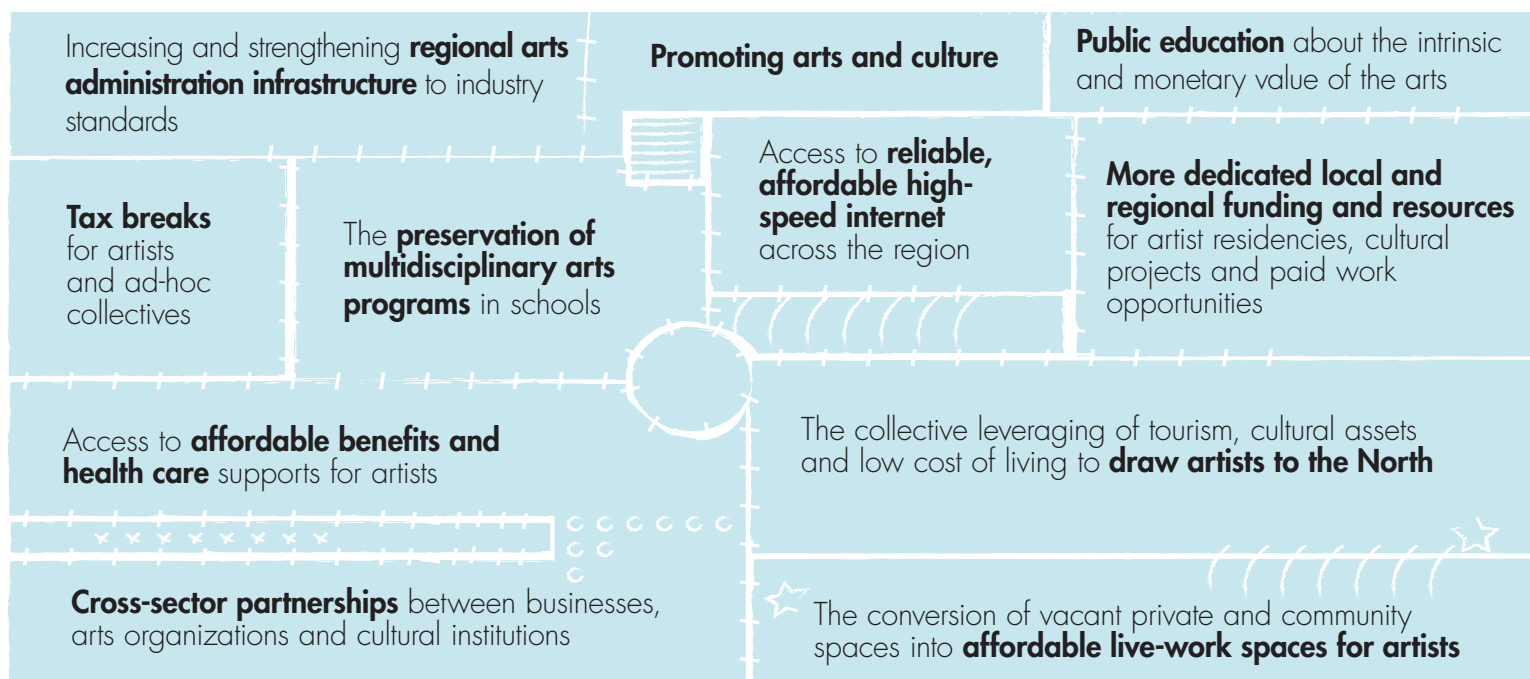 Increasing and strengthening regional arts
administration infrastructure to industry
standards
Promoting arts and culture
Public education about the intrinsic
and monetary value of the arts
Tax breaks
for artists
and ad-hoc
collectives
The preservation of
multidisciplinary arts
programs in schools
Access to reliable,
affordable high-
speed internet
across the region
More dedicated local and
regional funding and resources
for artist residencies, cultural
projects and paid work
opportunities
Access to affordable benefits and
health care supports for artists
The collective leveraging of tourism, cultural assets
and low cost of living to draw artists to the North
Cross-sector partnerships between businesses,
arts organizations and cultural institutions
The conversion of vacant private and community
spaces into affordable live-work spaces for artists